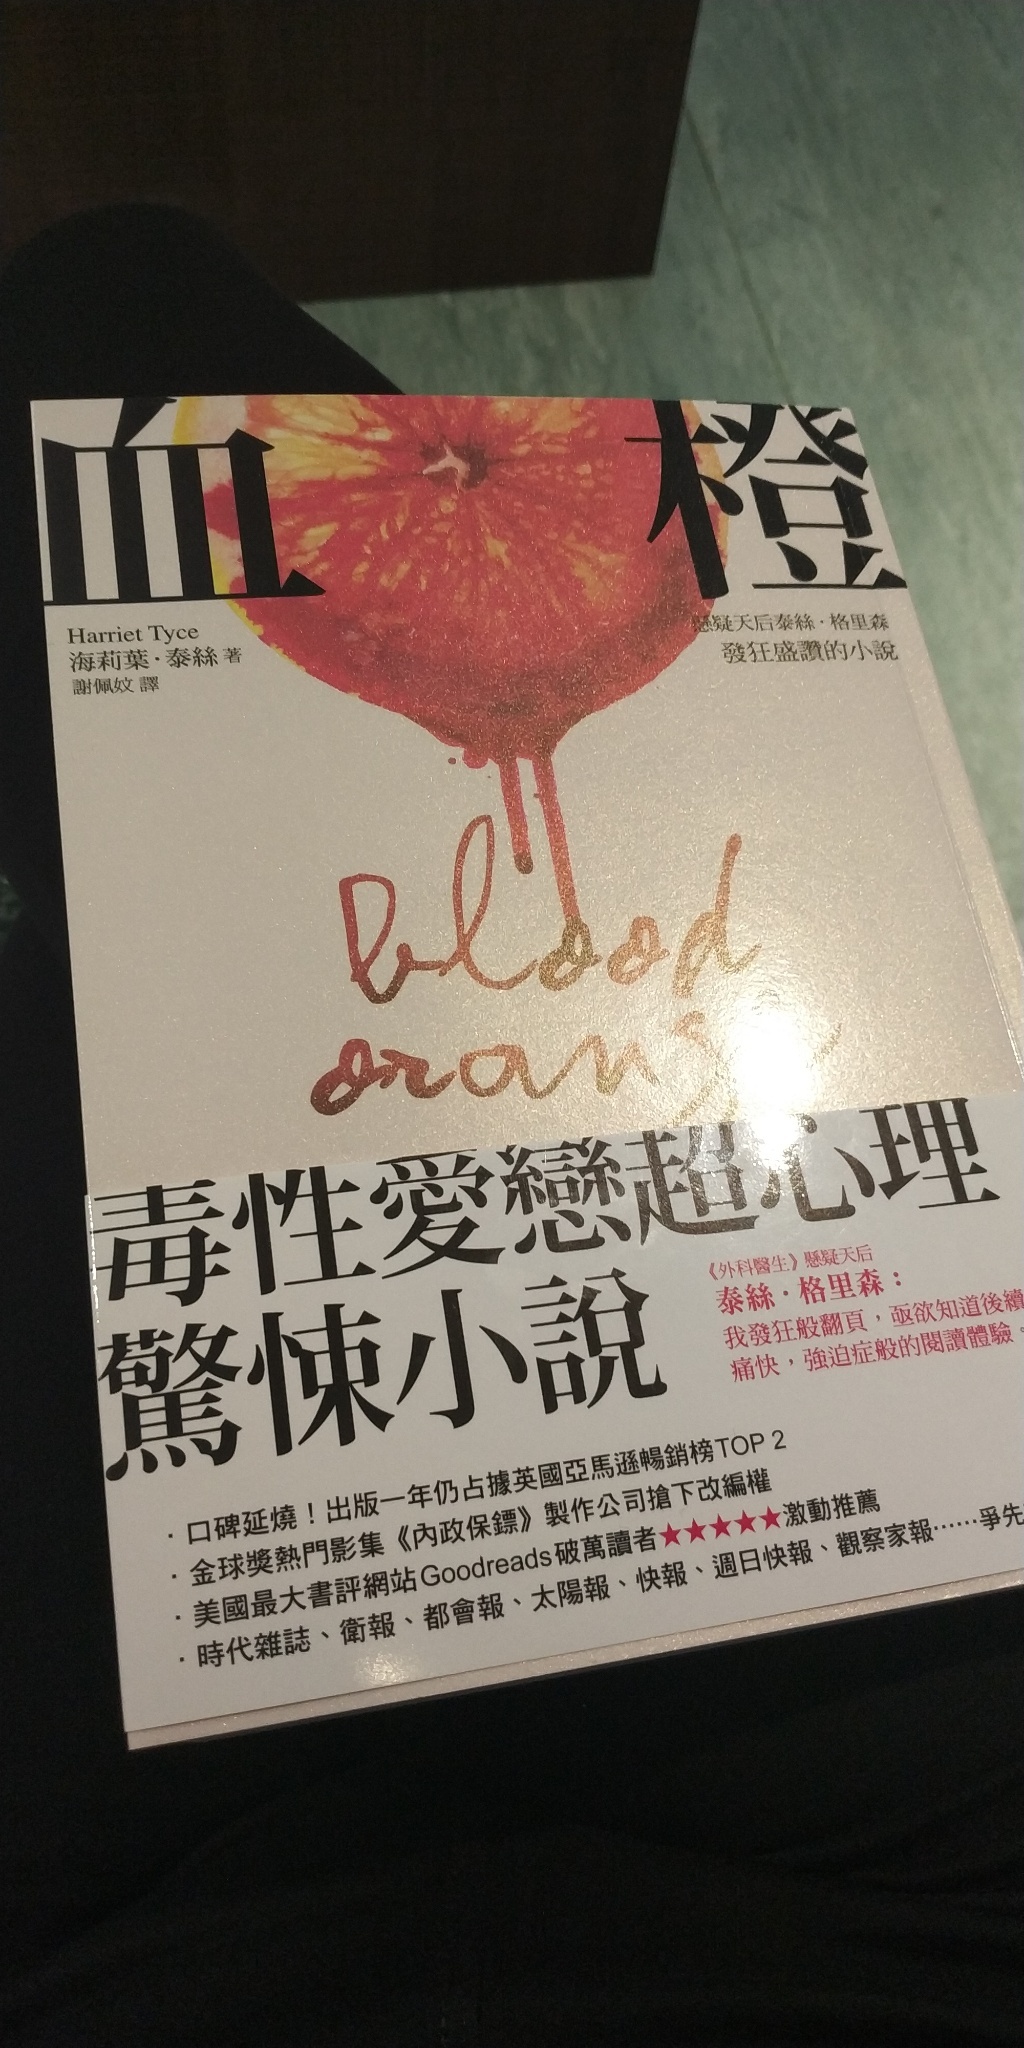 血橙
Harriet Tyce
海莉葉·泰絲 著
謝佩妏 譯
懸疑天后泰絲·格里森
發狂盛讚的小說
blood
orange
毒性愛戀超心理
驚悚小說
《外科醫生》懸疑天后
泰絲·格里森：
我發狂般翻頁，亟欲知道後續
痛快，強迫症般的閱讀體驗。
·口碑延燒！出版一年仍占據英國亞馬遜暢銷榜TOP 2
·金球獎熱門影集《內政保鏢》製作公司搶下改編權
·美國最大書評網站Goodreads破萬讀者★★★★★激動推薦
·時代雜誌、衛報、都會報、太陽報、快報、週日快報、觀察家報……爭先